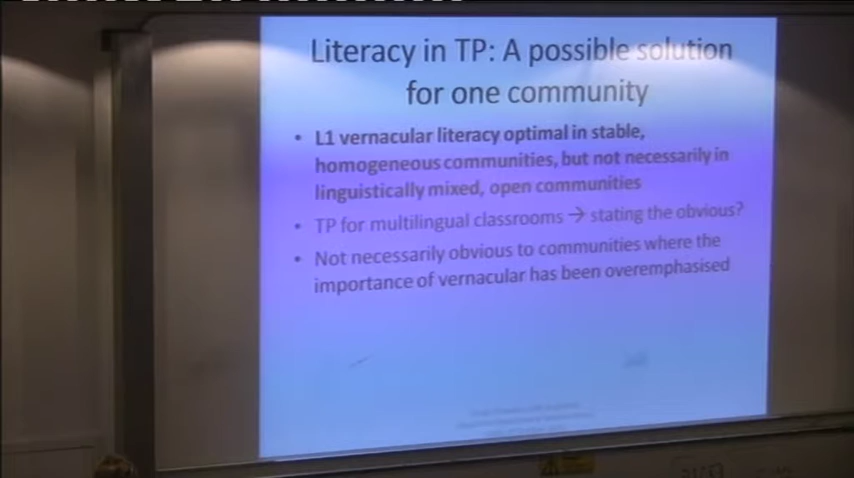 Literacy in TP: A possible solution
for one community
• L1 vernacular literacy optimal in stable,
homogeneous communities, but not necessarily in
linguistically mixed, open communities
• TP for multilingual classrooms → stating the obvious?
• Not necessarily obvious to communities where the
importance of vernacular has been overemphasised